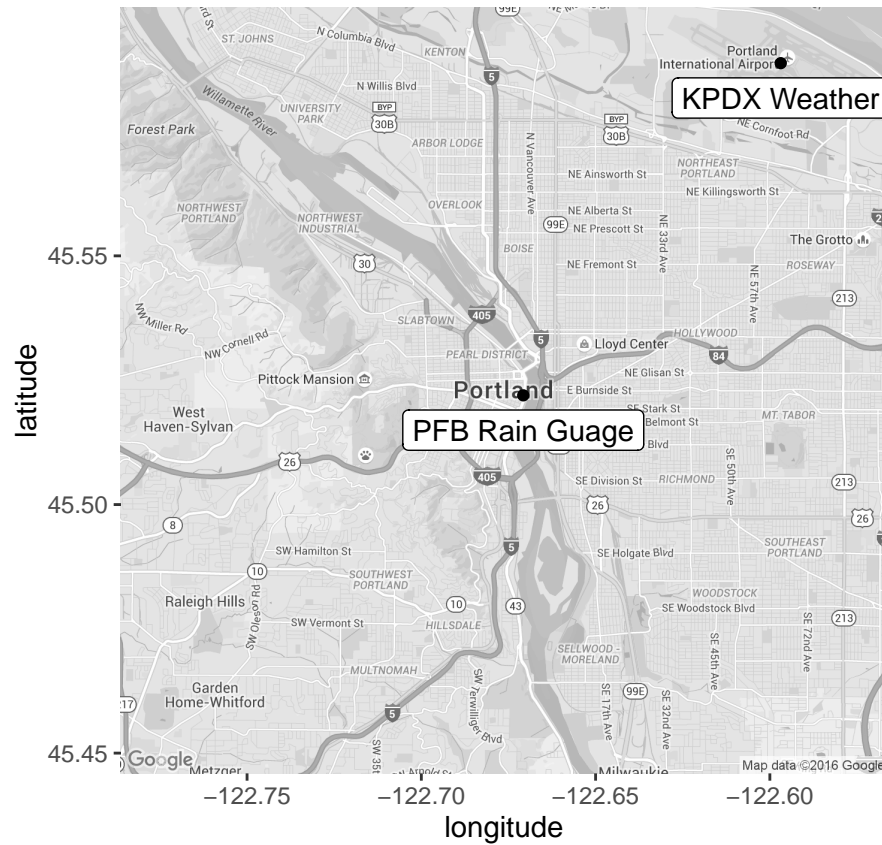 99E
ST. JOHNS
N Columbia Blvd
KENTON
5
Portland
International Airport
KPDX Weather
N Willis Blvd
Willamette River
UNIVERSITY
PARK
BYP
30B
BYP
30B
NE Cornfoot Rd
Forest Park
ARBOR LODGE
N Vancouver Ave
NORTHEAST
PORTLAND
NE Ainsworth St
NE Killingsworth St
NORTHWEST
PORTLAND
NORTHWEST
INDUSTRIAL
OVERLOOK
NE Alberta St
NE Prescott St
99E
NE 33rd Ave
The Grotto
45.55
30
BOISE
NE Fremont St
NE 57th Ave
ROSEWAY
213
NW Miller Rd
NW Cornell Rd
SLABTOWN
405
5
Lloyd Center
HOLLYWOOD
84
PEARL DISTRICT
Pittock Mansion
NE Glisan St
Portland
E Burnside St
West
Haven-Sylvan
PFB Rain Guage
SE Stark St
Belmont St
Blvd
MT. TABOR
26
405
SE Division St
RICHMOND
SE 50th Ave
213
45.50
26
26
8
SW Hamilton St
5
SE Holgate Blvd
SOUTHEAST
PORTLAND
10
SOUTHWEST
PORTLAND
WOODSTOCK
Raleigh Hills
SW Oleson Rd
10
43
SE Woodstock Blvd
SW Vermont St
HILLSDALE
213
SE 45th Ave
SE 72nd Ave
MULTNOMAH
SELLWOOD -
MORELAND
Garden
Home-Whitford
SW Terwilliger Blvd
SE 17th Ave
99E
SE 32nd Ave
217
5
45.45
Google
Metzger
SW 35t
Milwaukie
Map data ©2016 Google
−122.75
−122.70
−122.65
−122.60
longitude
latitude